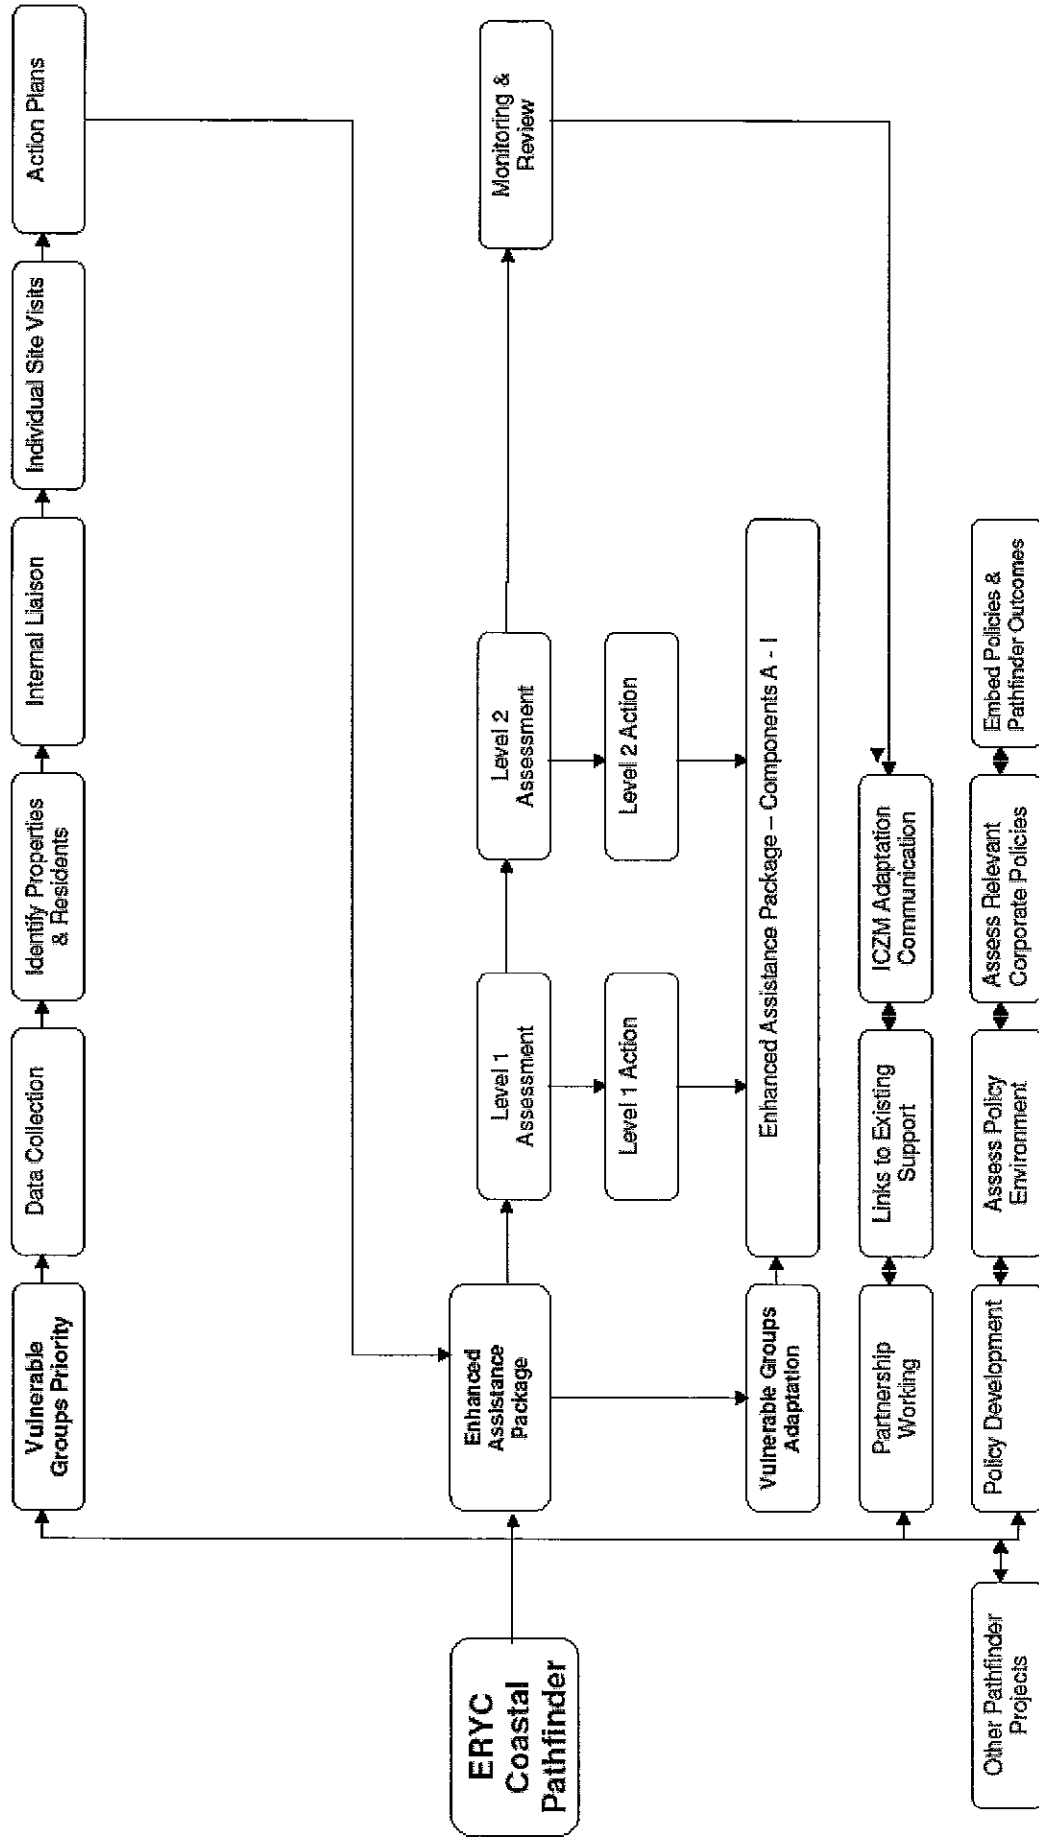 Vulnerable
Groups Priority
Data Collection
Identify Properties
& Residents
Internal Liaison
Individual Site Visits
Action Plans
ERYC
Coastal
Pathfinder
Enhanced
Assistance
Package
Level 1
Assessment
Level 2
Assessment
Monitoring &
Review
Level 1 Action
Level 2 Action
Vulnerable Groups
Adaptation
Enhanced Assistance Package – Components A - I
Partnership
Working
Links to Existing
Support
ICZM Adaptation
Communication
Other Pathfinder
Projects
Policy Development
Assess Policy
Environment
Assess Relevant
Corporate Policies
Embed Policies &
Pathfinder Outcomes